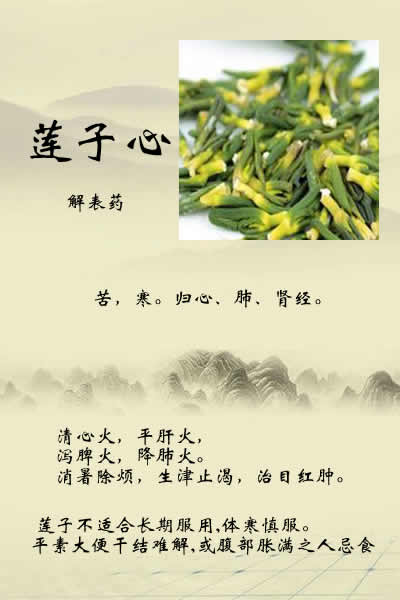 莲子心
解表药
苦，寒。归心、肺、肾经。
清心火，平肝火，
泻脾火，降肺火。
消暑除烦，生津止渴，治目红肿。
莲子不适合长期服用,体寒慎服。
平素大便干结难解,或腹部胀满之人忌食